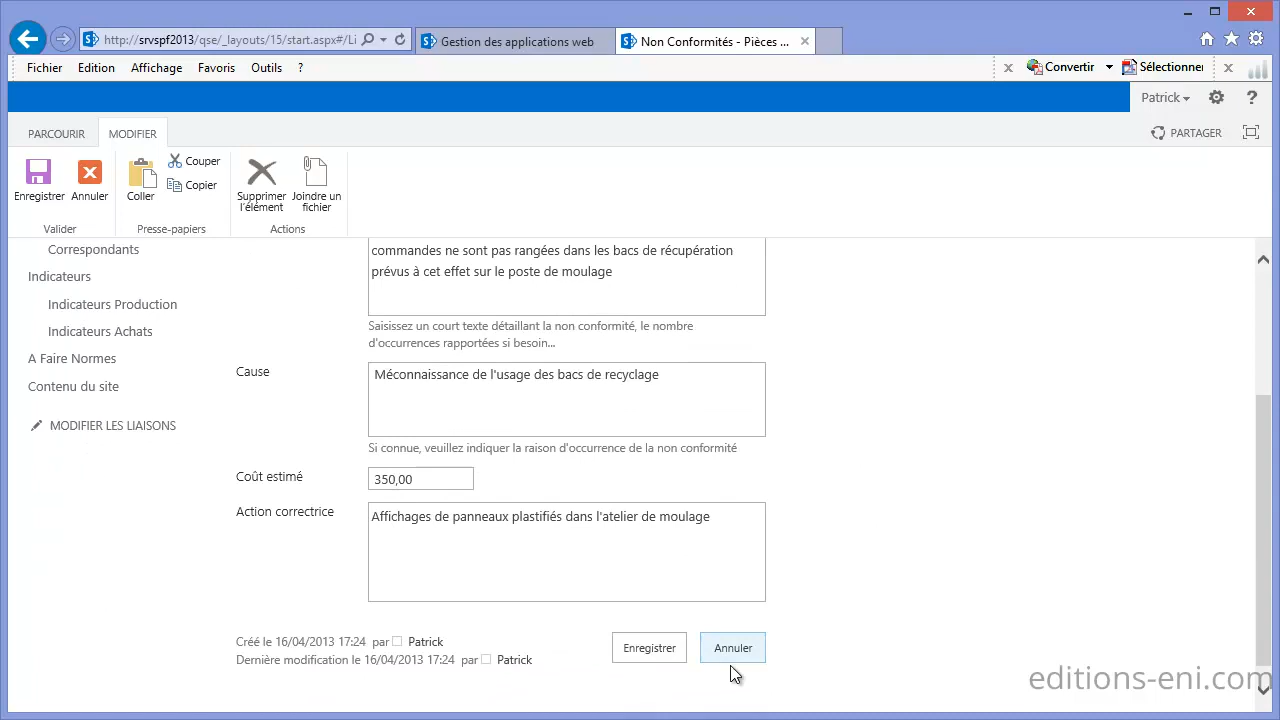 http://srvspf2013/qse/_layouts/15/start.aspx#/Li
Gestion des applications web
Non Conformités - Pièces ...
Fichier Edition Affichage Favoris Outils ?
Convertir
Sélectionner
Patrick
PARCOURIR
MODIFIER
PARTAGER
Enregistrer
Annuler
Coller
Couper
Copier
Supprimer l'élément
Joindre un fichier
Valider
Presse-papiers
Actions
Correspondants
Indicateurs
Indicateurs Production
Indicateurs Achats
A Faire Normes
Contenu du site
MODIFIER LES LIAISONS
commandes ne sont pas rangées dans les bacs de récupération
prévus à cet effet sur le poste de moulage
Saisissez un court texte détaillant la non conformité, le nombre
d'occurrences rapportées si besoin...
Cause
Méconnaissance de l'usage des bacs de recyclage
Si connue, veuillez indiquer la raison d'occurrence de la non conformité
Coût estimé
350,00
Action correctrice
Affichages de panneaux plastifiés dans l'atelier de moulage
Créé le 16/04/2013 17:24 par Patrick
Dernière modification le 16/04/2013 17:24 par Patrick
Enregistrer
Annuler
editions-eni.com